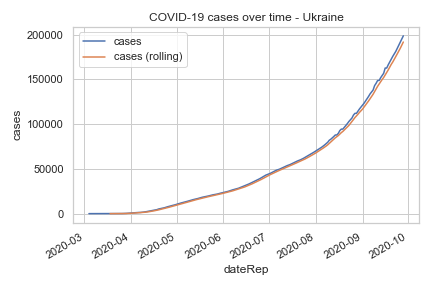 COVID-19 cases over time - Ukraine
cases
cases (rolling)
200000
150000
100000
50000
0
cases
2020-03
2020-04
2020-05
2020-06
2020-07
2020-08
2020-09
2020-10
dateRep